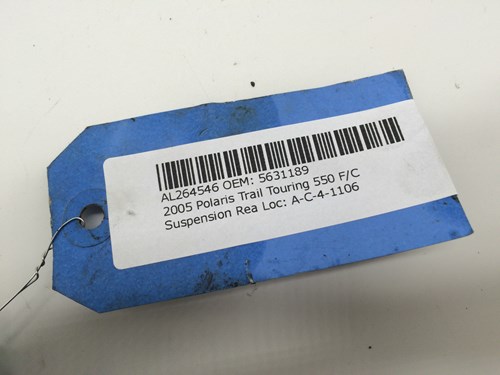 AL264546 OEM: 5631189
2005 Polaris Trail Touring 550 F/C
Suspension Rea Loc: A-C-4-1106